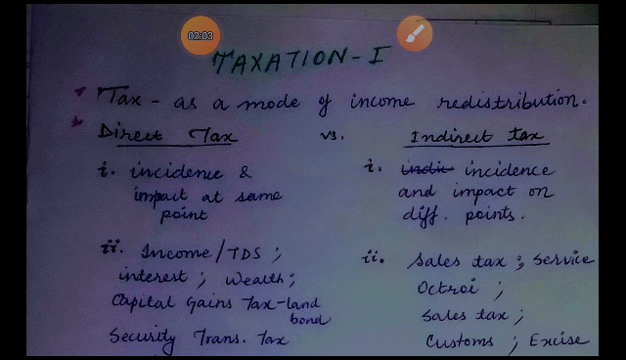 02:03
TAXATION-I
Tax - as a mode of income redistribution.
Direct Tax vs. Indirect tax
i. incidence &
impact at same
point
ii. Income/TDS ;
interest ; Wealth ;
Capital Gains Tax-land
bond
Security Trans. Tax
i. incidence
and impact on
diff. points.
ii. Sales tax ; Service
Octroi ;
Sales tax ;
Customs ; Excise